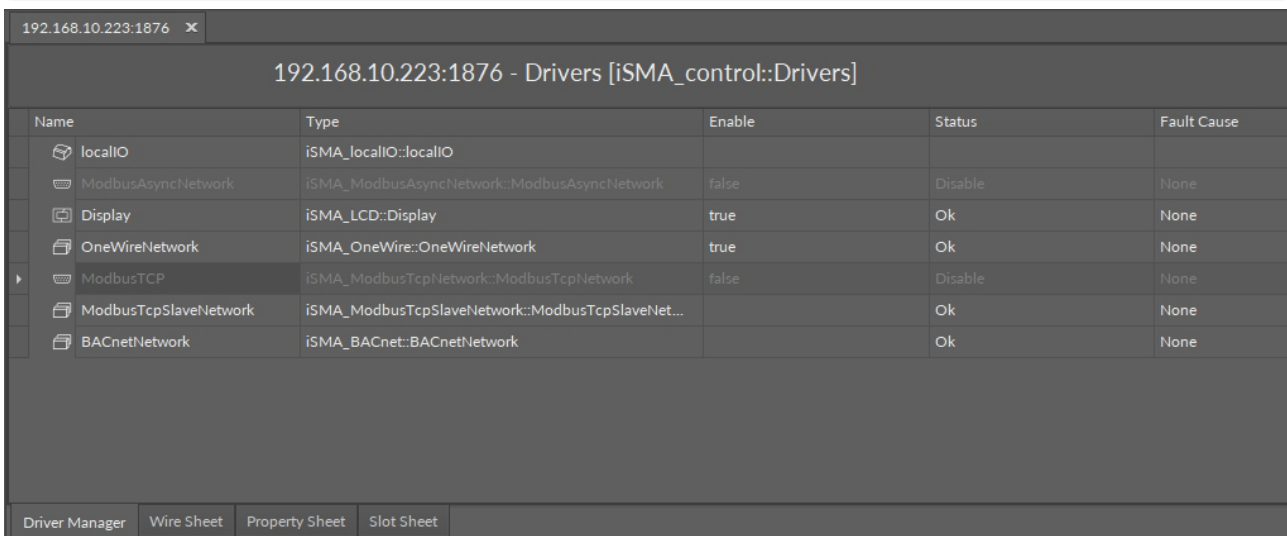 192.168.10.223:1876 x
192.168.10.223:1876 - Drivers [iSMA_control::Drivers]
Name Type Enable Status Fault Cause
localIO iSMA_localIO::localIO
ModbusAsyncNetwork iSMA_ModbusAsyncNetwork::ModbusAsyncNetwork false Disable None
Display iSMA_LCD::Display true Ok None
OneWireNetwork iSMA_OneWire::OneWireNetwork true Ok None
ModbusTCP iSMA_ModbusTcpNetwork::ModbusTcpNetwork false Disable None
ModbusTcpSlaveNetwork iSMA_ModbusTcpSlaveNetwork::ModbusTcpSlaveNet... Ok None
BACnetNetwork iSMA_BACnet::BACnetNetwork Ok None
Driver Manager Wire Sheet Property Sheet Slot Sheet